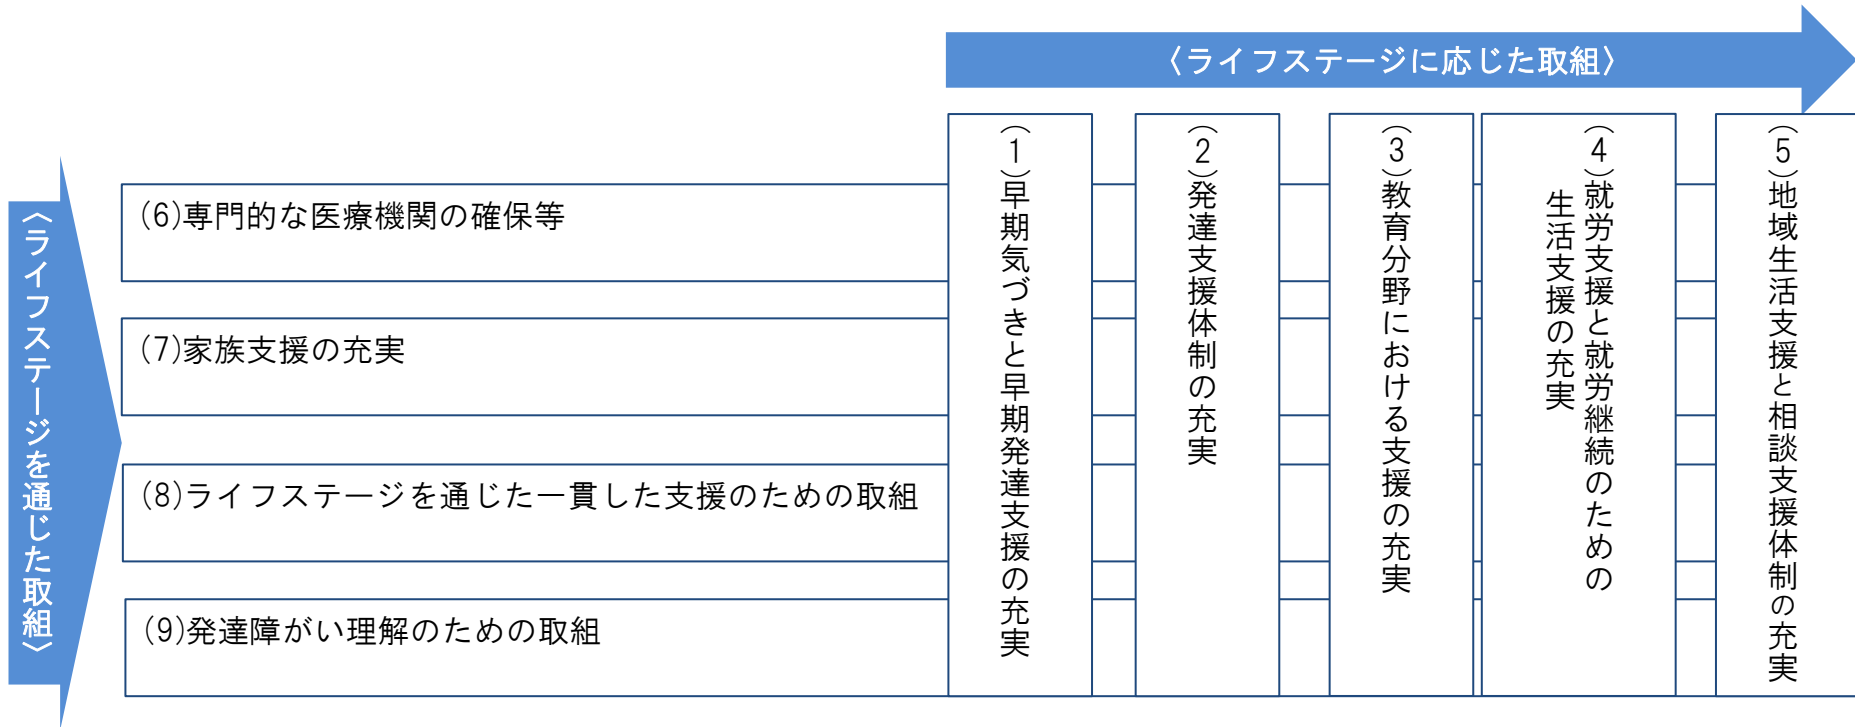 〈ライフステージに応じた取組〉
(1)早期気づきと早期発達支援の充実
(2)発達支援体制の充実
(3)教育分野における支援の充実
(4)就労支援と就労継続のための
生活支援の充実
(5)地域生活支援と相談支援体制の充実
〈ライフステージを通じた取組〉
(6)専門的な医療機関の確保等
(7)家族支援の充実
(8)ライフステージを通じた一貫した支援のための取組
(9)発達障がい理解のための取組